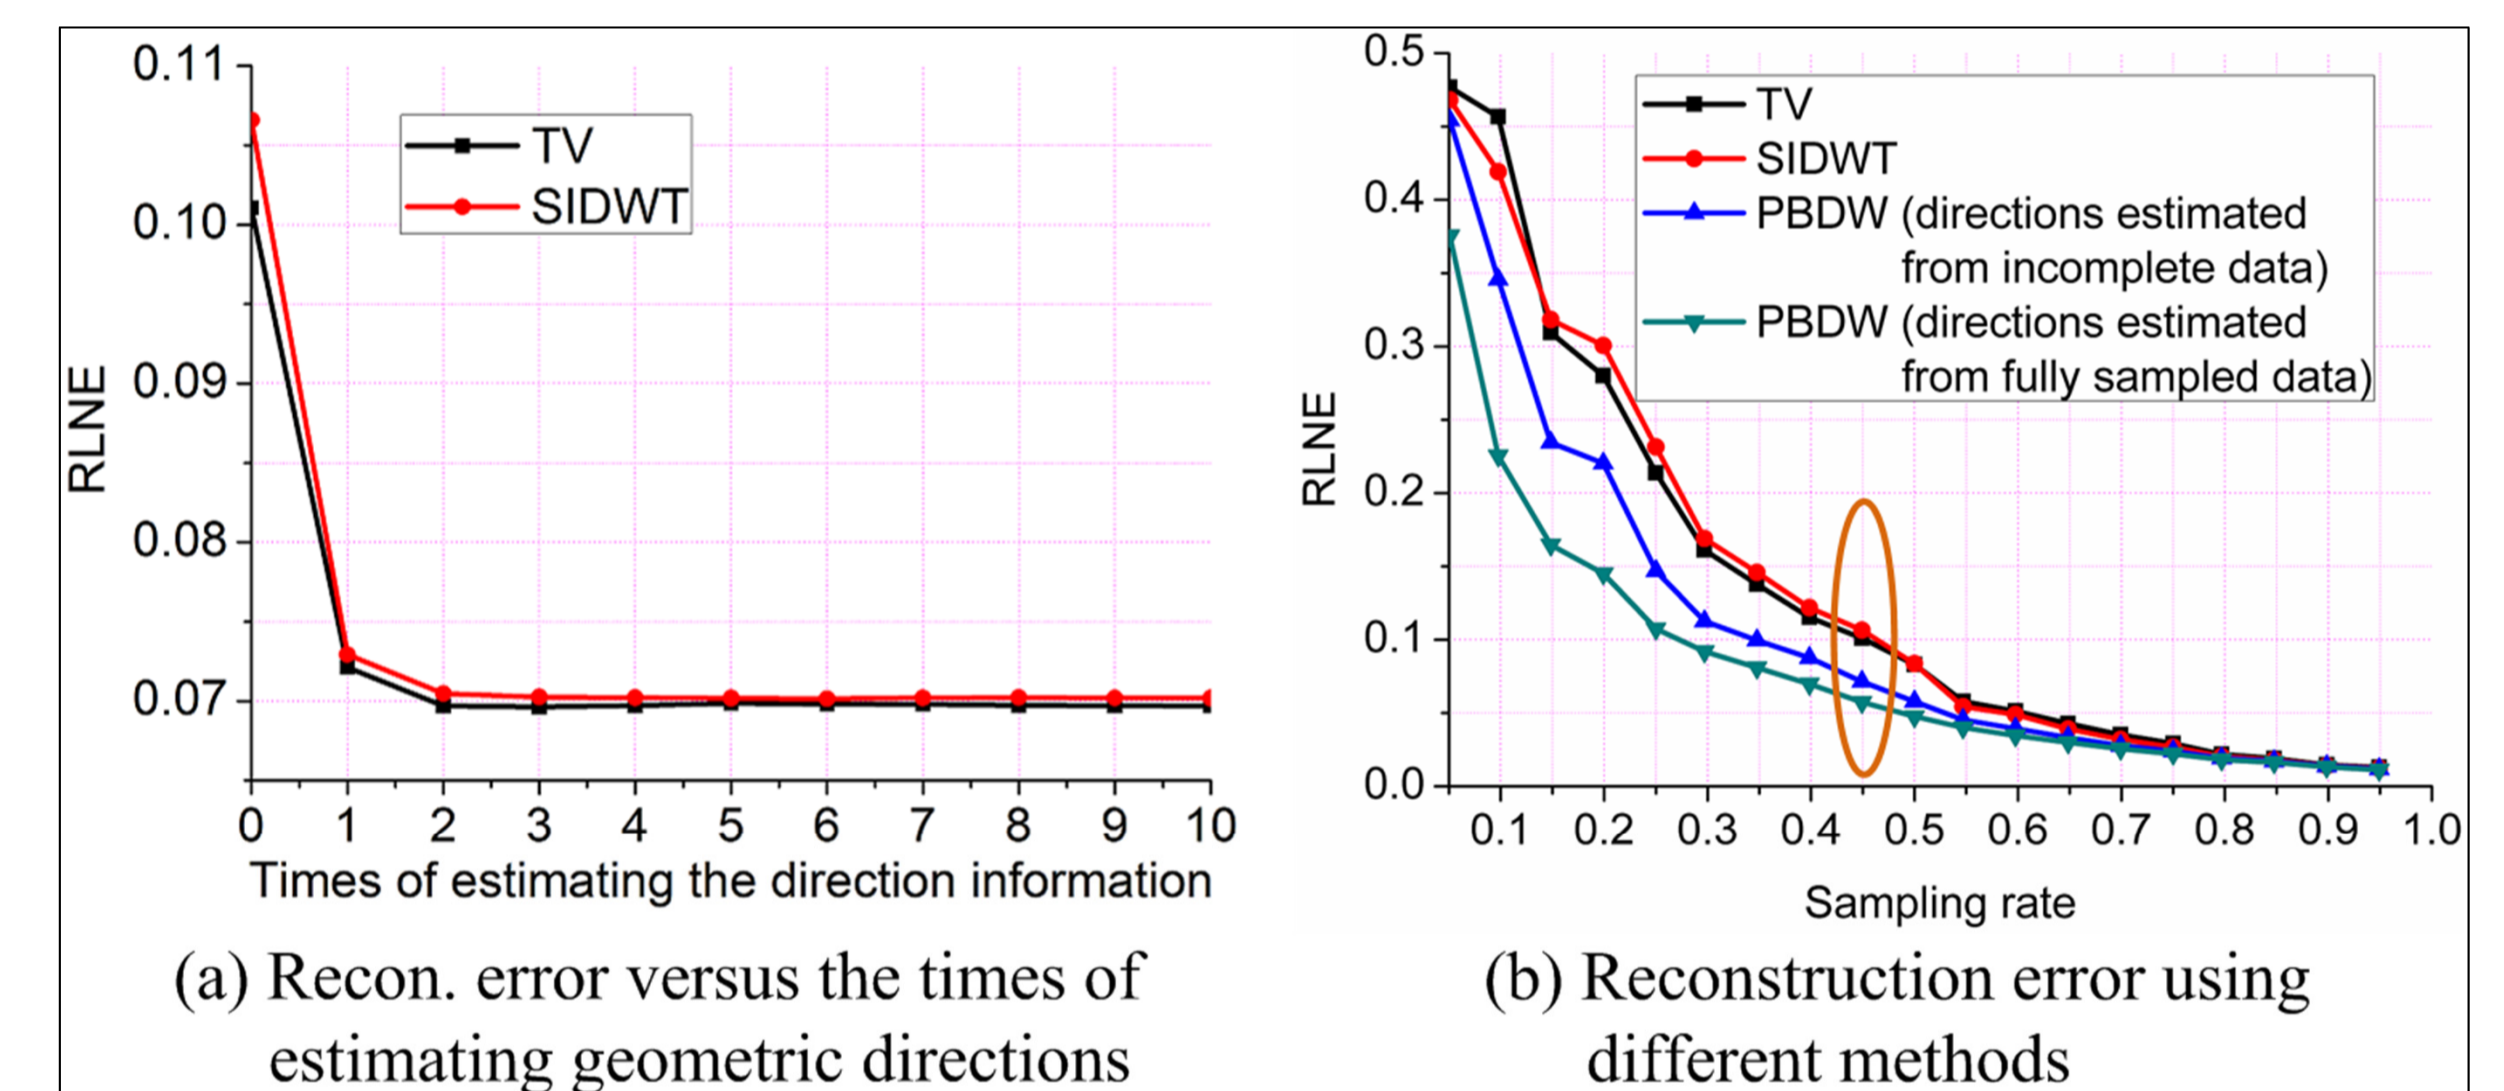 0.11
0.10
0.09
0.08
0.07
RLNE
TV
SIDWT
0 1 2 3 4 5 6 7 8 9 10
Times of estimating the direction information
(a) Recon. error versus the times of
estimating geometric directions
0.5
0.4
0.3
0.2
0.1
0.0
RLNE
TV
SIDWT
PBDW (directions estimated
from incomplete data)
PBDW (directions estimated
from fully sampled data)
0.1 0.2 0.3 0.4 0.5 0.6 0.7 0.8 0.9 1.0
Sampling rate
(b) Reconstruction error using
different methods